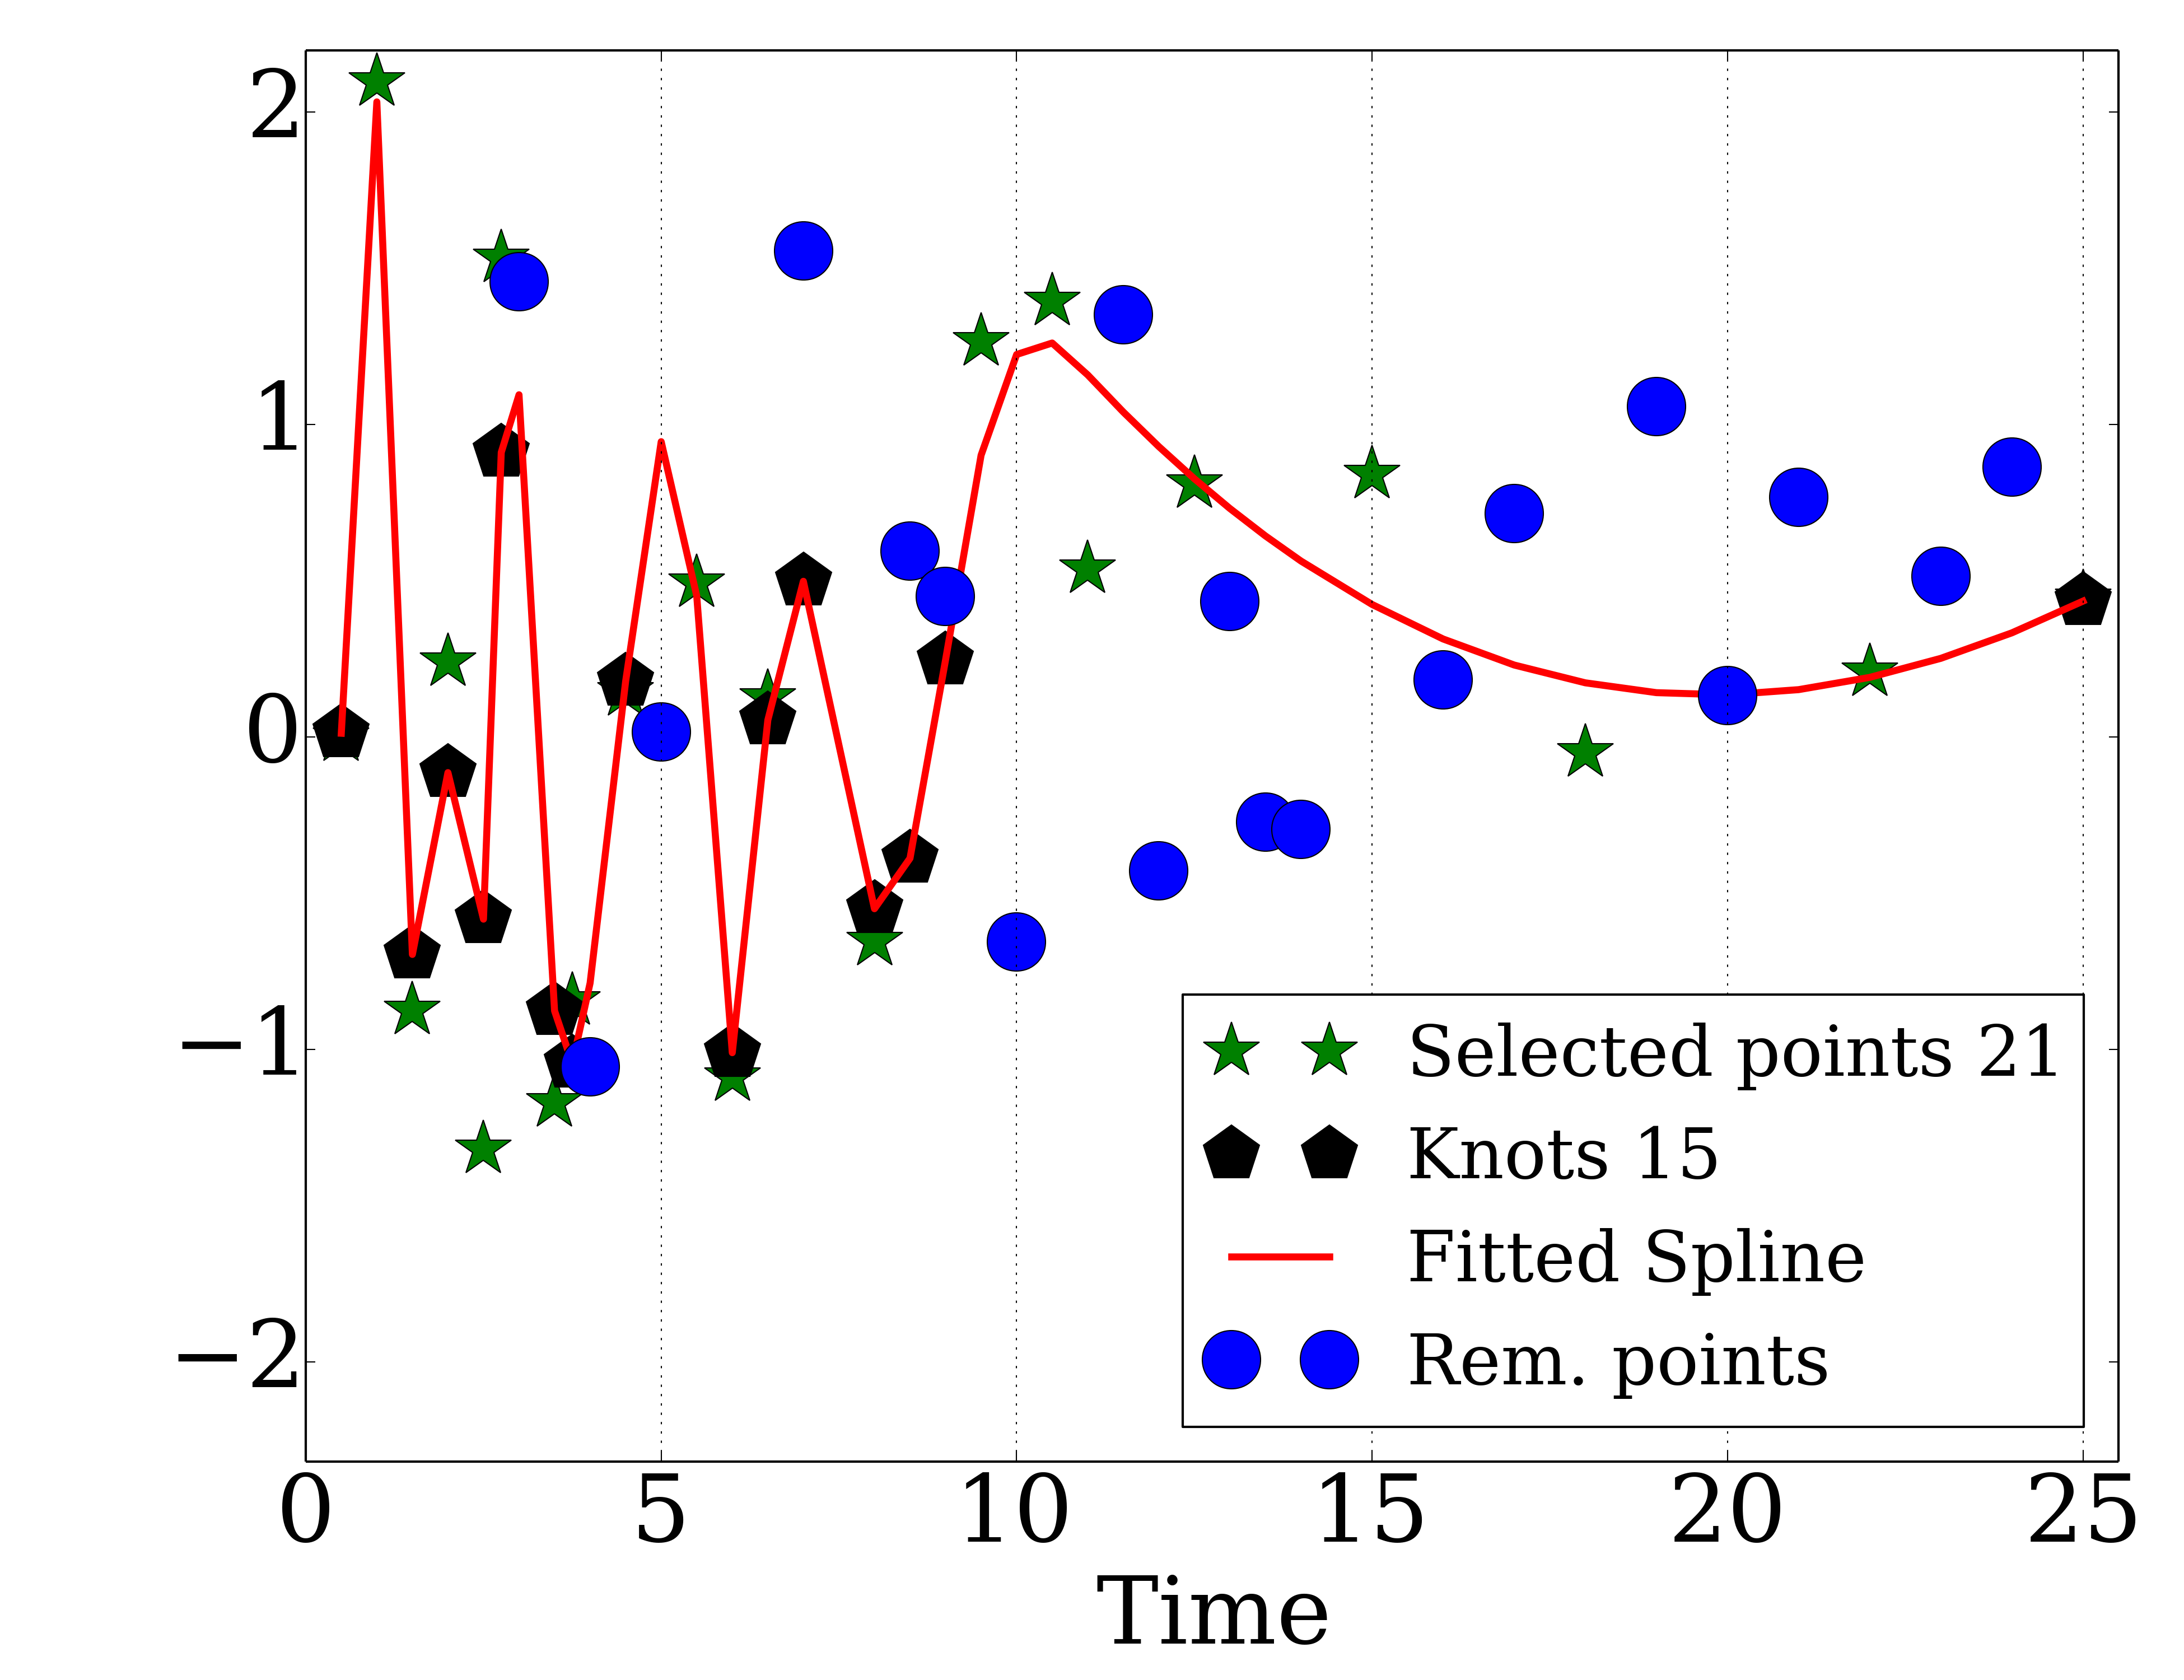 2
1
0
−1
−2
0 5 10 15 20 25
Time
Selected points 21
Knots 15
Fitted Spline
Rem. points